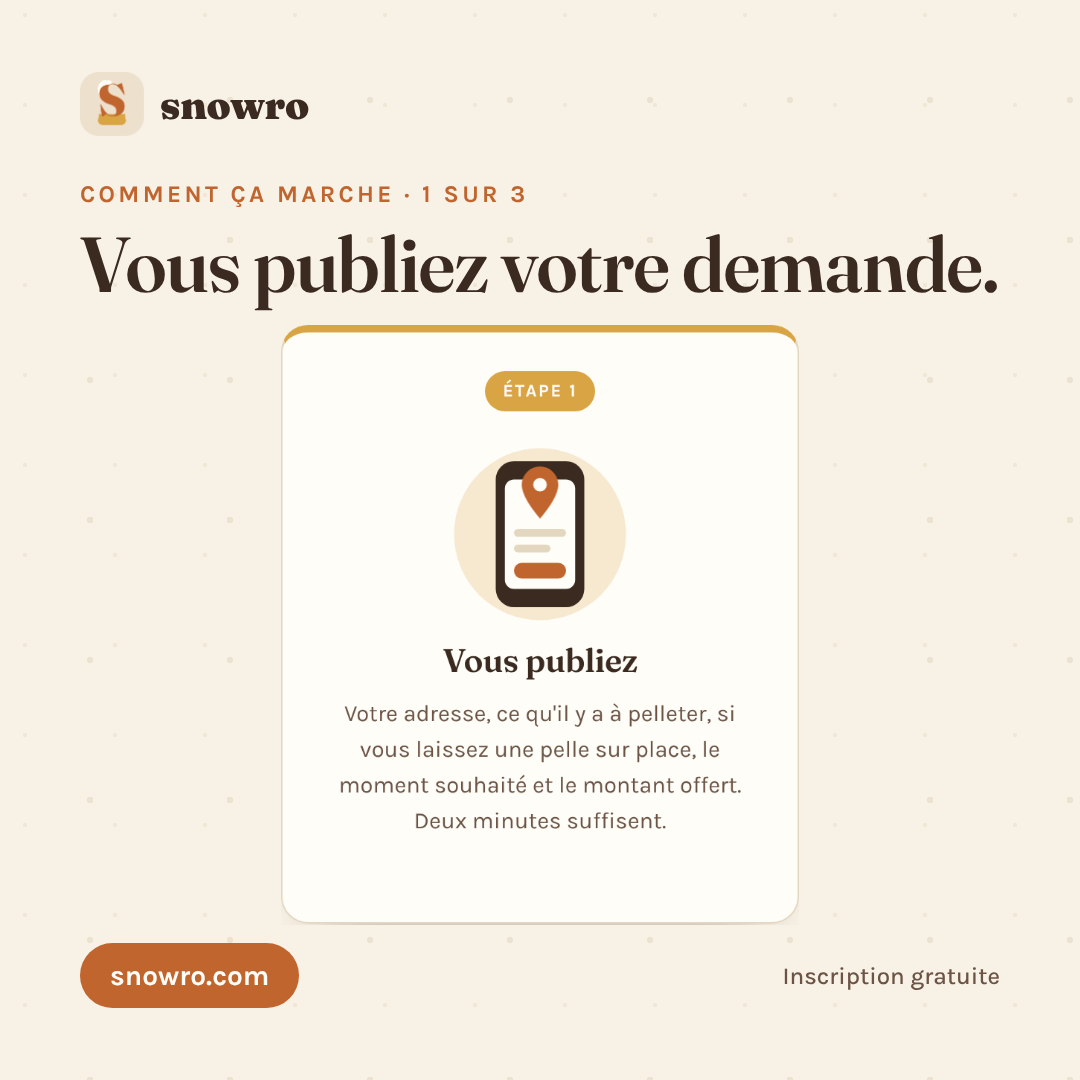 S
snowro
COMMENT ÇA MARCHE · 1 SUR 3
Vous publiez votre demande.
ÉTAPE 1
Vous publiez
Votre adresse, ce qu'il y a à pelleter, si
vous laissez une pelle sur place, le
moment souhaité et le montant offert.
Deux minutes suffisent.
snowro.com
Inscription gratuite